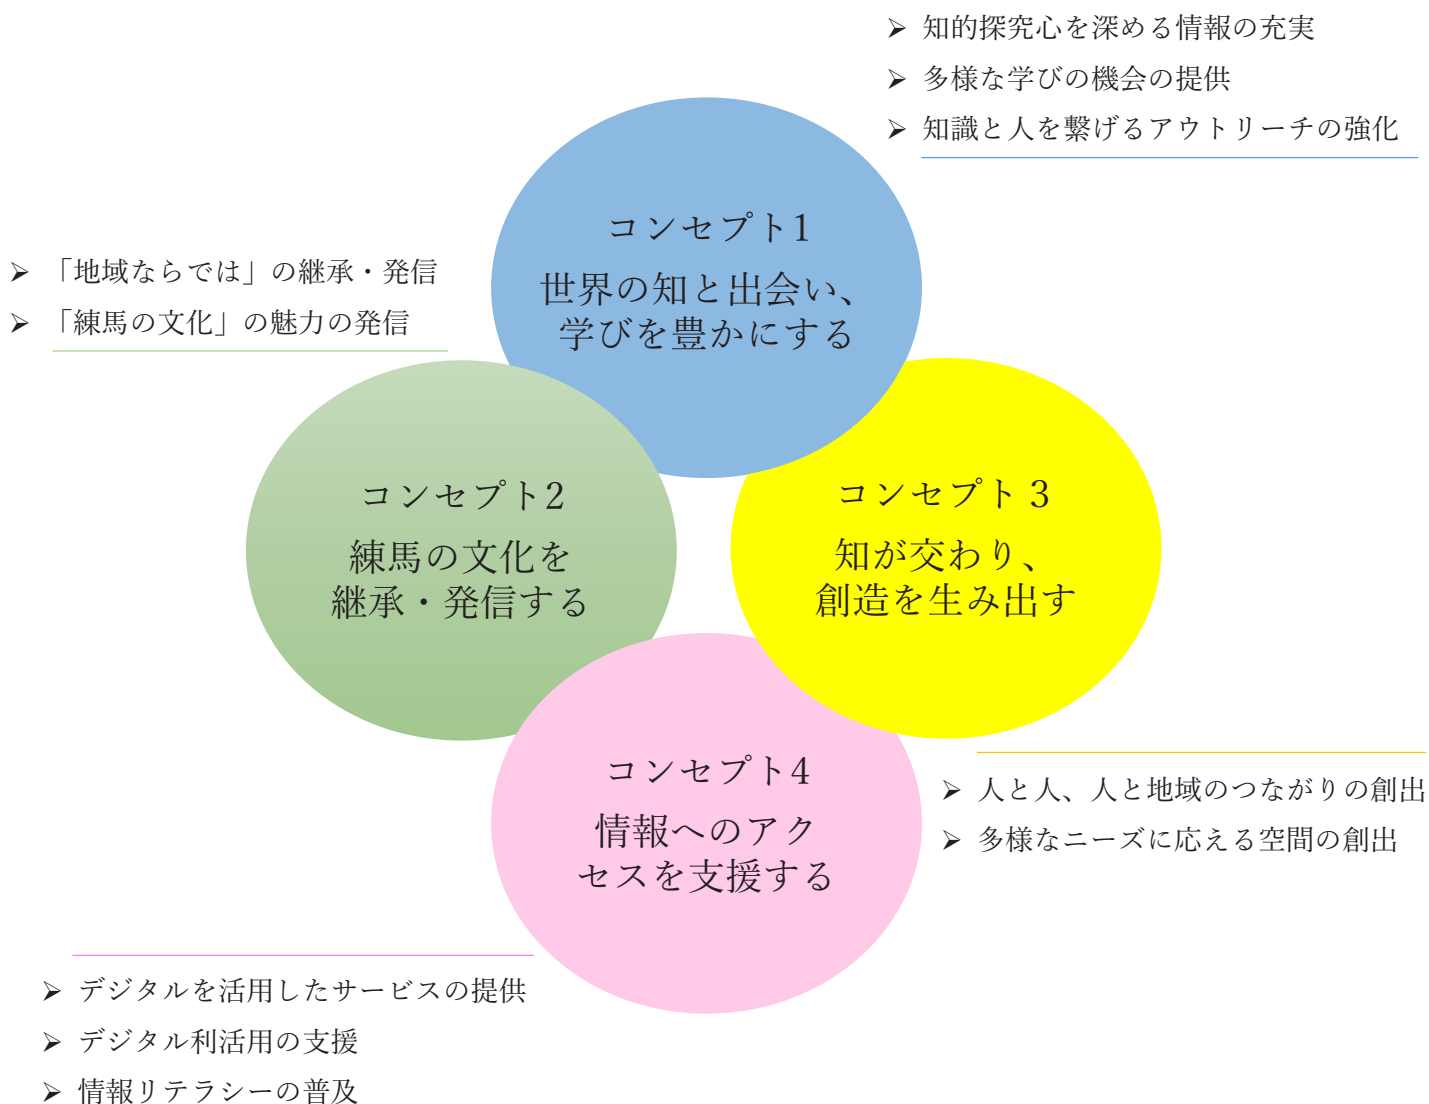 ➢ 知的探究心を深める情報の充実
➢ 多様な学びの機会の提供
➢ 知識と人を繋げるアウトリーチの強化
コンセプト1
世界の知と出会い、
学びを豊かにする
➢ 「地域ならでは」の継承・発信
➢ 「練馬の文化」の魅力の発信
コンセプト2
練馬の文化を
継承・発信する
コンセプト３
知が交わり、
創造を生み出す
➢ 人と人、人と地域のつながりの創出
➢ 多様なニーズに応える空間の創出
コンセプト4
情報へのアク
セスを支援する
➢ デジタルを活用したサービスの提供
➢ デジタル利活用の支援
➢ 情報リテラシーの普及